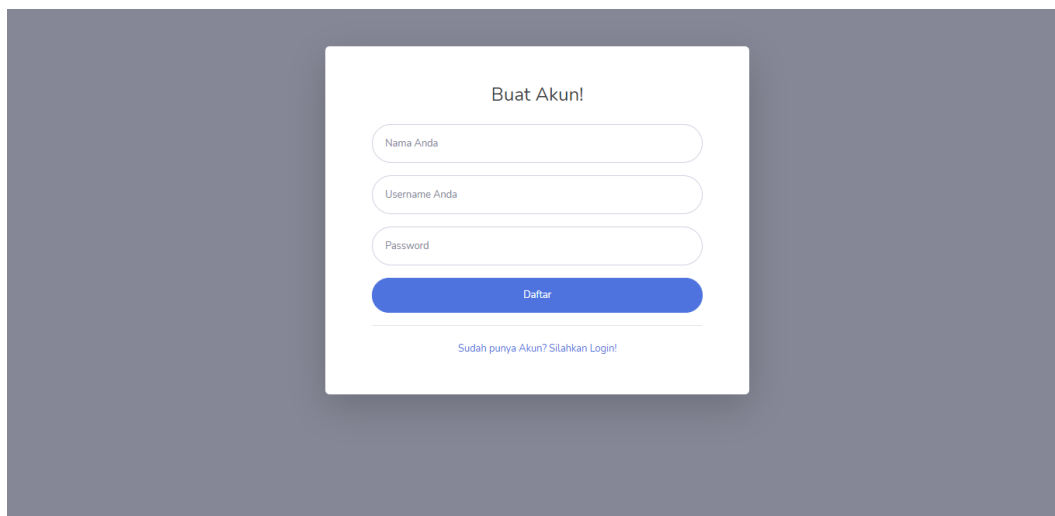 Buat Akun!
Nama Anda
Username Anda
Password
Daftar
Sudah punya Akun? Silahkan Login!